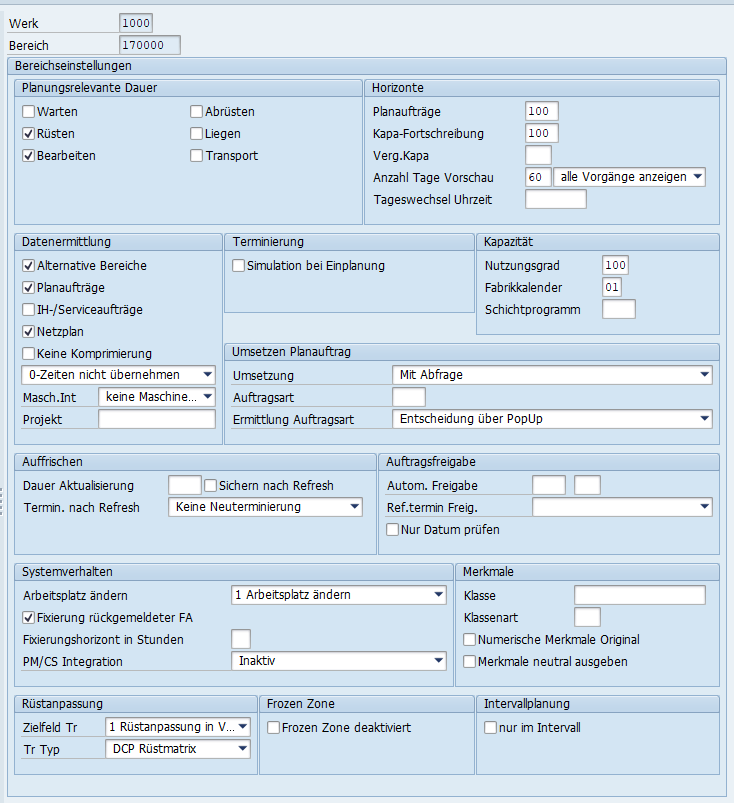 Werk 1000
Bereich 170000
Bereichseinstellungen
Planungsrelevante Dauer
Warten Abrüsten
Rüsten Liegen
Bearbeiten Transport
Horizonte
Planaufträge 100
Kapa-Fortschreibung 100
Verg.Kapa
Anzahl Tage Vorschau 60 alle Vorgänge anzeigen
Tageswechsel Uhrzeit
Datenermittlung
Alternative Bereiche
Planaufträge
IH-/Serviceaufträge
Netzplan
Keine Komprimierung
0-Zeiten nicht übernehmen
Masch.Int keine Maschine...
Projekt
Terminierung
Simulation bei Einplanung
Kapazität
Nutzungsgrad 100
Fabrikkalender 01
Schichtprogramm
Umsetzen Planauftrag
Umsetzung Mit Abfrage
Auftragsart
Ermittlung Auftragsart Entscheidung über PopUp
Auffrischen
Dauer Aktualisierung Sichern nach Refresh
Termin. nach Refresh Keine Neuterminierung
Auftragsfreigabe
Autom. Freigabe
Ref.termin Freig.
Nur Datum prüfen
Systemverhalten
Arbeitsplatz ändern 1 Arbeitsplatz ändern
Fixierung rückgemeldeter FA
Fixierungshorizont in Stunden
PM/CS Integration Inaktiv
Merkmale
Klasse
Klassenart
Numerische Merkmale Original
Merkmale neutral ausgeben
Rüstanpassung
Zielfeld Tr 1 Rüstanpassung in V...
Tr Typ DCP Rüstmatrix
Frozen Zone
Frozen Zone deaktiviert
Intervallplanung
nur im Intervall